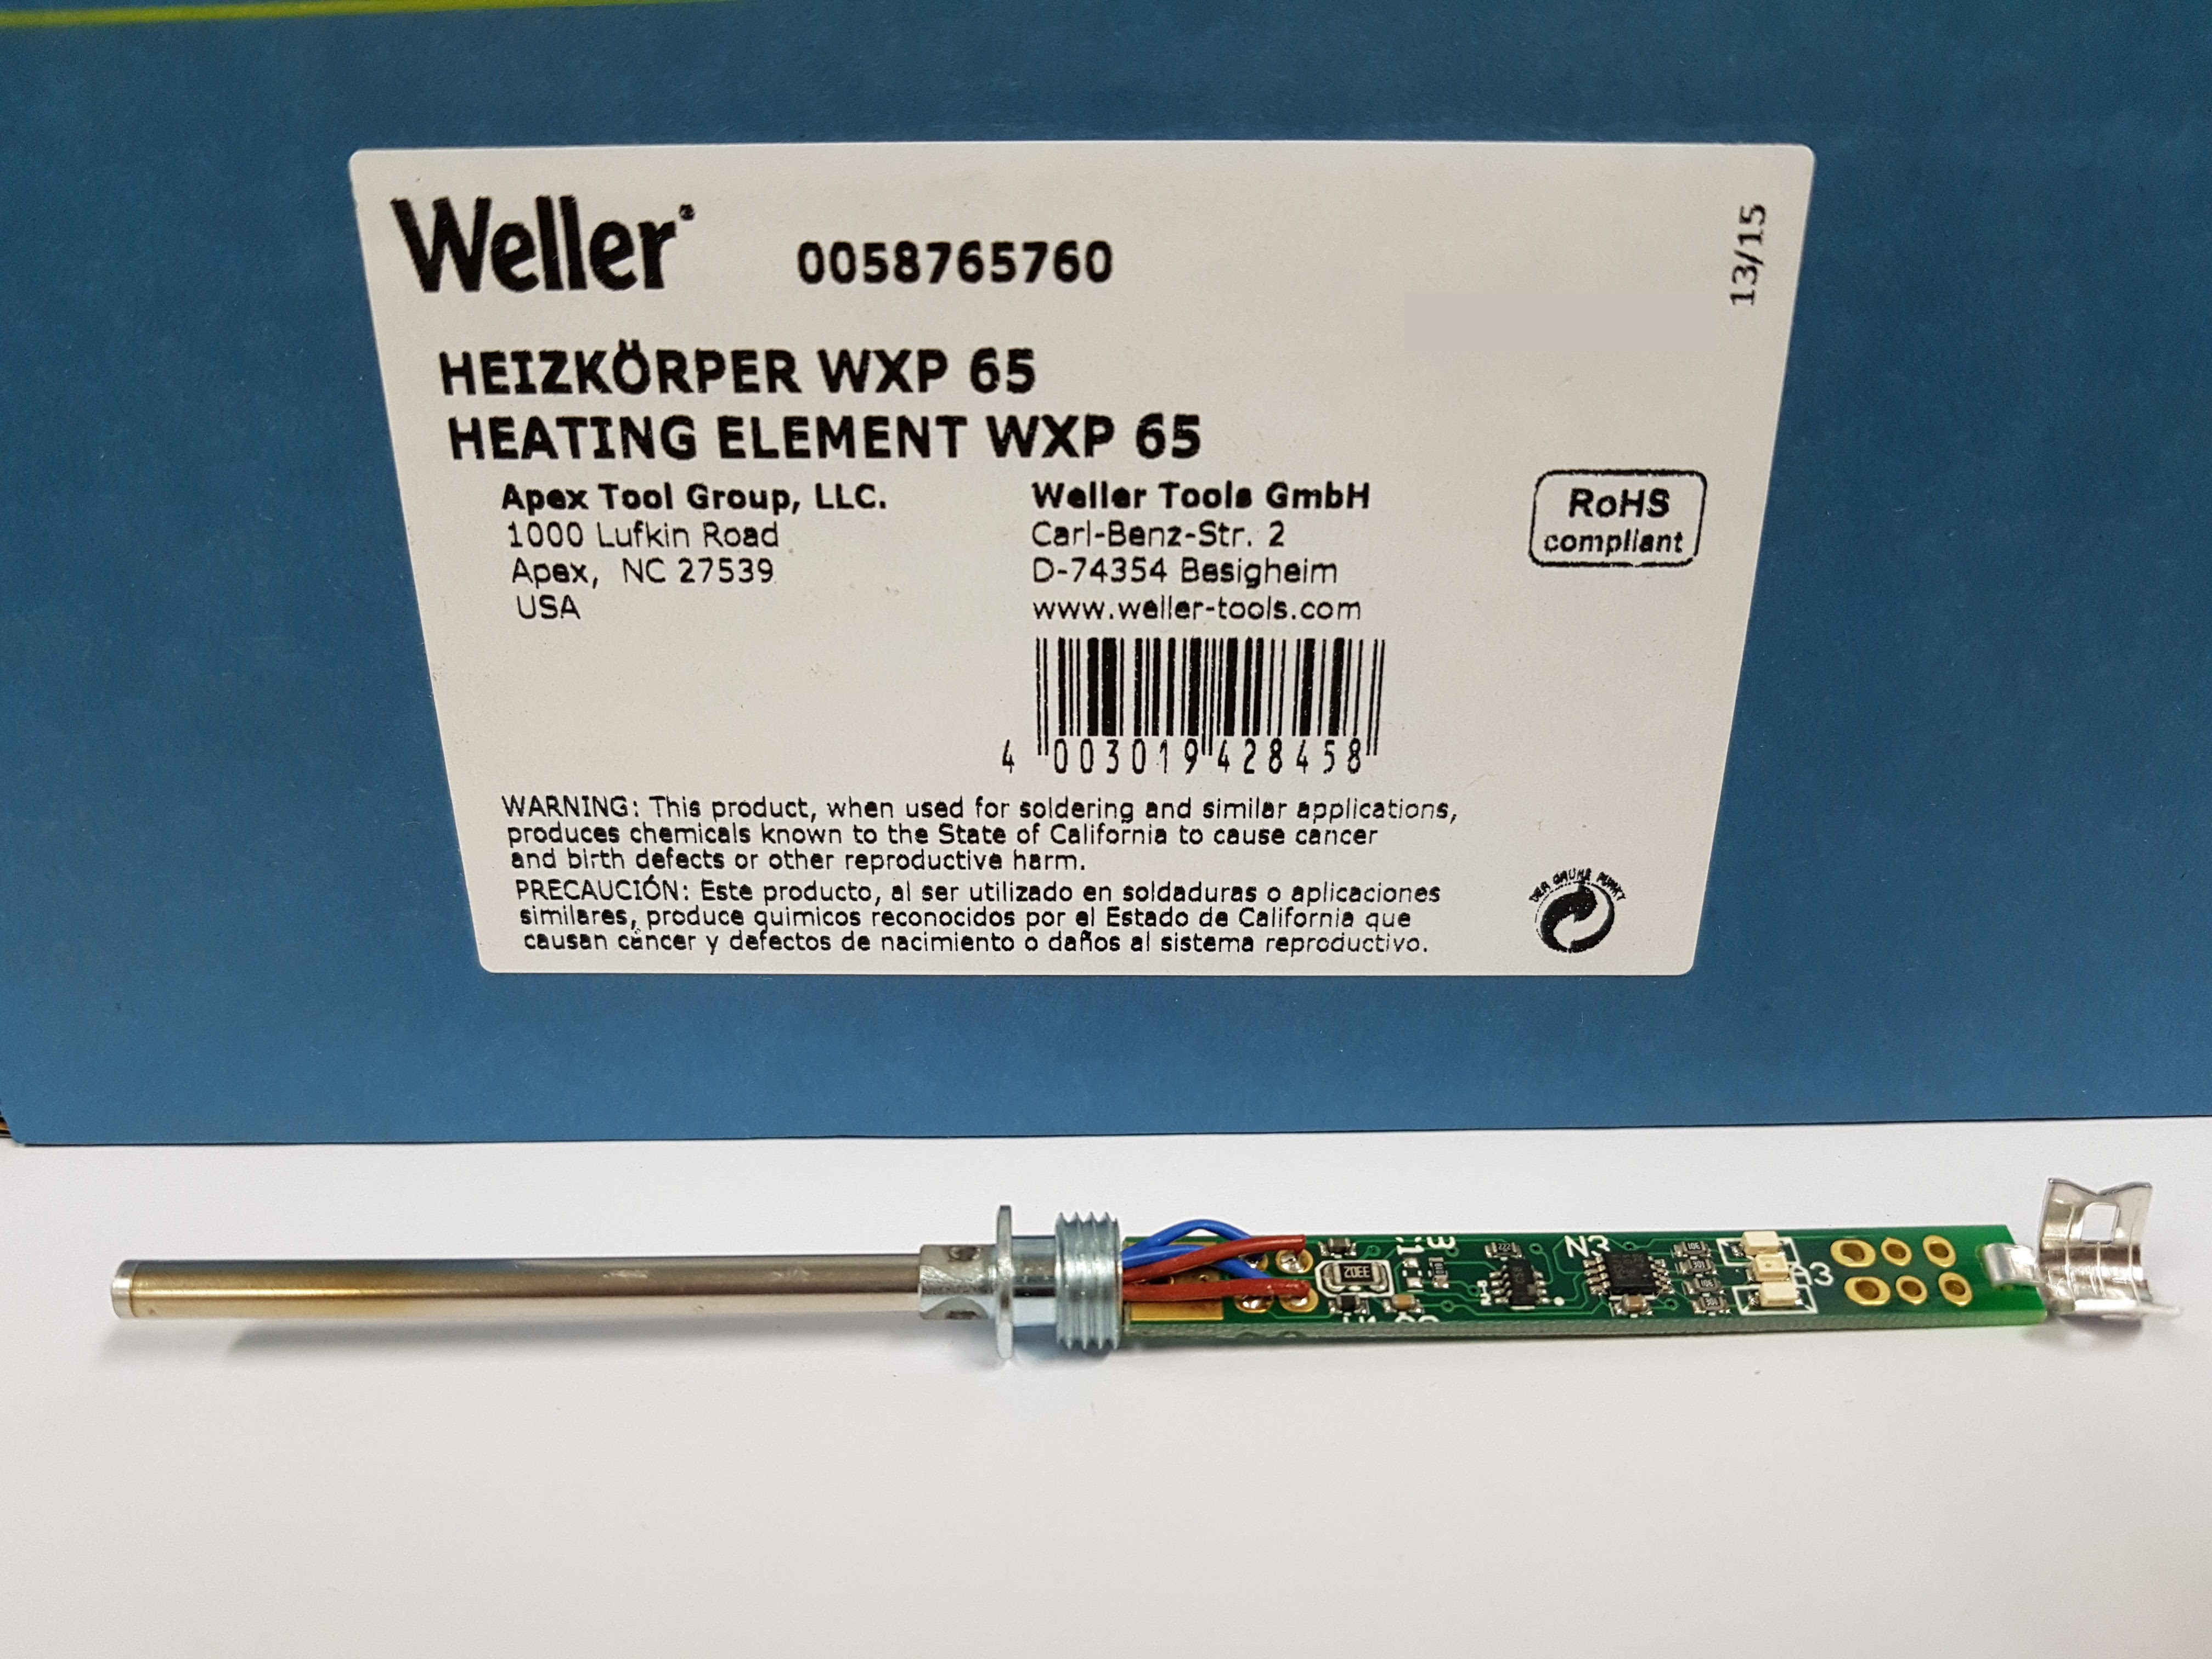 Weller® 0058765760
13/15
HEIZKÖRPER WXP 65
HEATING ELEMENT WXP 65
Apex Tool Group, LLC.
1000 Lufkin Road
Apex, NC 27539
USA
Weller Tools GmbH
Carl-Benz-Str. 2
D-74354 Besigheim
www.weller-tools.com
RoHS
compliant
4 003019 428458
WARNING: This product, when used for soldering and similar applications,
produces chemicals known to the State of California to cause cancer
and birth defects or other reproductive harm.
PRECAUCIÓN: Este producto, al ser utilizado en soldaduras o aplicaciones
similares, produce quimicos reconocidos por el Estado de California que
causan cáncer y defectos de nacimiento o daños al sistema reproductivo.
DER GRÜNE PUNKT